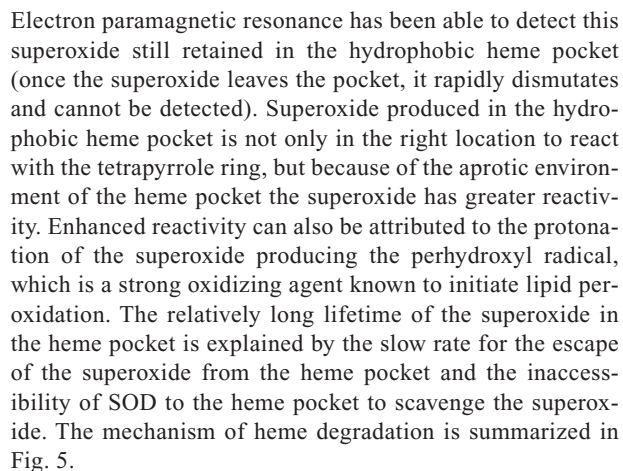 Electron paramagnetic resonance has been able to detect this
superoxide still retained in the hydrophobic heme pocket
(once the superoxide leaves the pocket, it rapidly dismutates
and cannot be detected). Superoxide produced in the hydro-
phobic heme pocket is not only in the right location to react
with the tetrapyrrole ring, but because of the aprotic environ-
ment of the heme pocket the superoxide has greater reactiv-
ity. Enhanced reactivity can also be attributed to the protona-
tion of the superoxide producing the perhydroxyl radical,
which is a strong oxidizing agent known to initiate lipid per-
oxidation. The relatively long lifetime of the superoxide in
the heme pocket is explained by the slow rate for the escape
of the superoxide from the heme pocket and the inaccess-
ibility of SOD to the heme pocket to scavenge the superox-
ide. The mechanism of heme degradation is summarized in
Fig. 5.